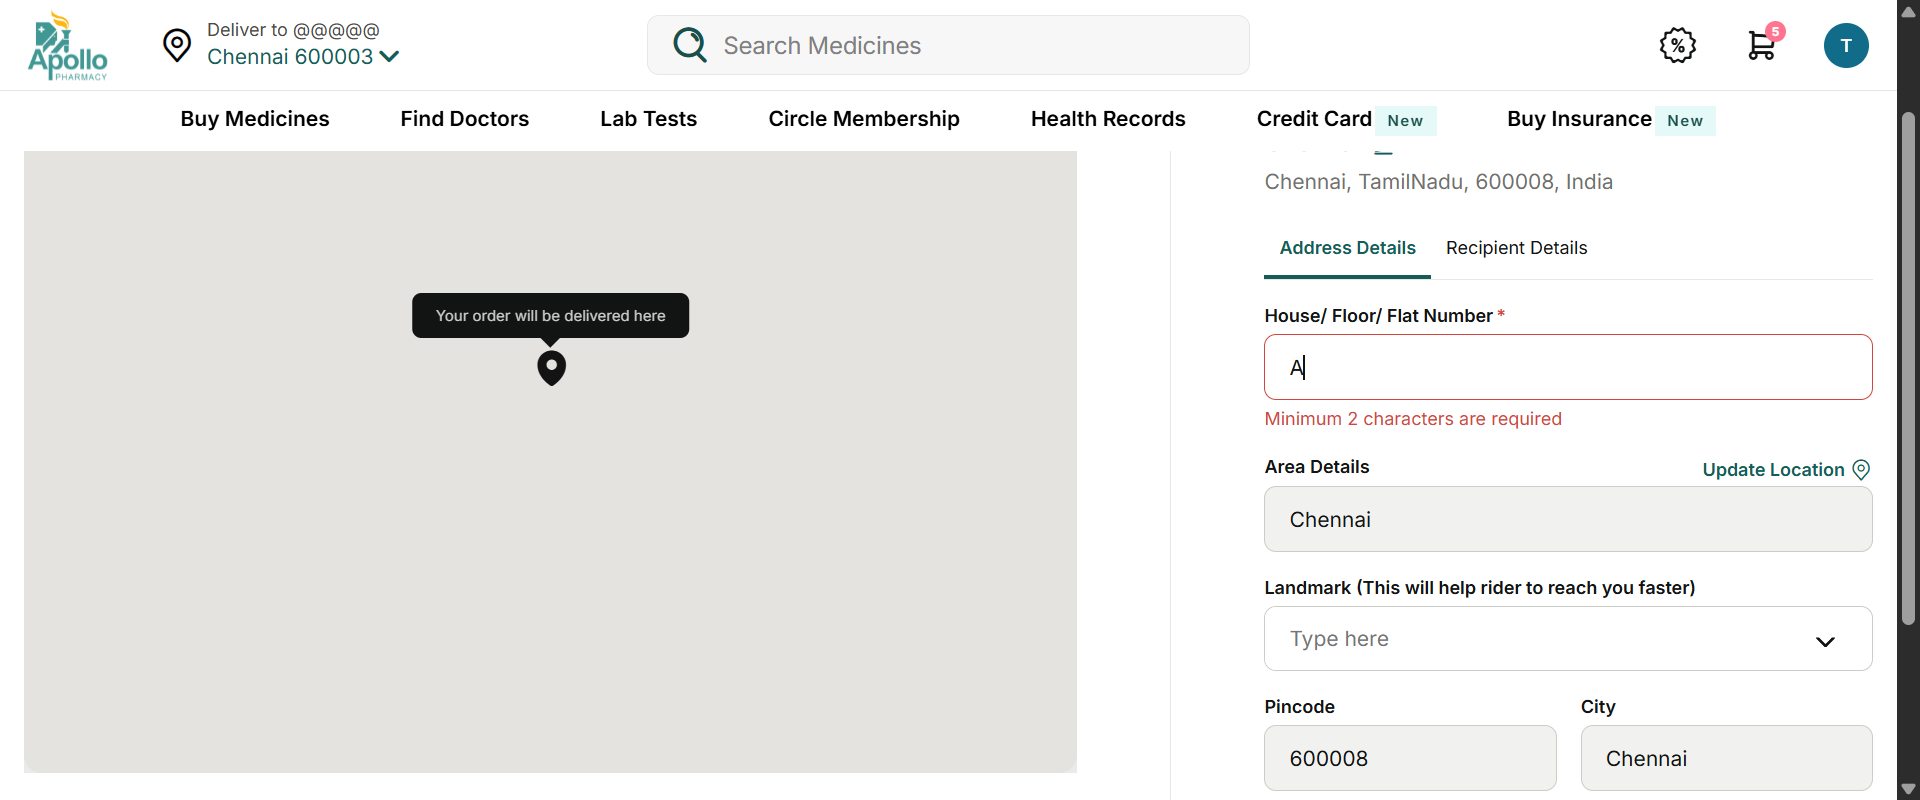 Apollo
PHARMACY
Deliver to @@@@@
Chennai 600003
Search Medicines
%
5
T
Buy Medicines
Find Doctors
Lab Tests
Circle Membership
Health Records
Credit Card New
Buy Insurance New
Your order will be delivered here
Chennai, TamilNadu, 600008, India
Address Details
Recipient Details
House/ Floor/ Flat Number *
A
Minimum 2 characters are required
Area Details
Update Location
Chennai
Landmark (This will help rider to reach you faster)
Type here
Pincode
City
600008
Chennai